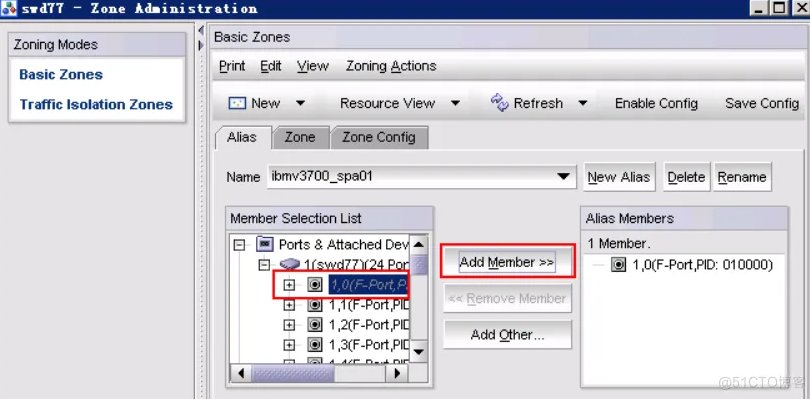 swd77 - Zone Administration
Zoning Modes
Basic Zones
Traffic Isolation Zones
Basic Zones
Print Edit View Zoning Actions
New Resource View Refresh Enable Config Save Config
Alias Zone Zone Config
Name ibmv3700_spa01 New Alias Delete Rename
Member Selection List
Ports & Attached Dev
1(swd77)(24 Por
1,0(F-Port,P
1,1(F-Port,PID
1,2(F-Port,PID
1,3(F-Port,PID
Add Member >>
<< Remove Member
Add Other...
Alias Members
1 Member.
1,0(F-Port,PID: 010000)
@51CTO博客